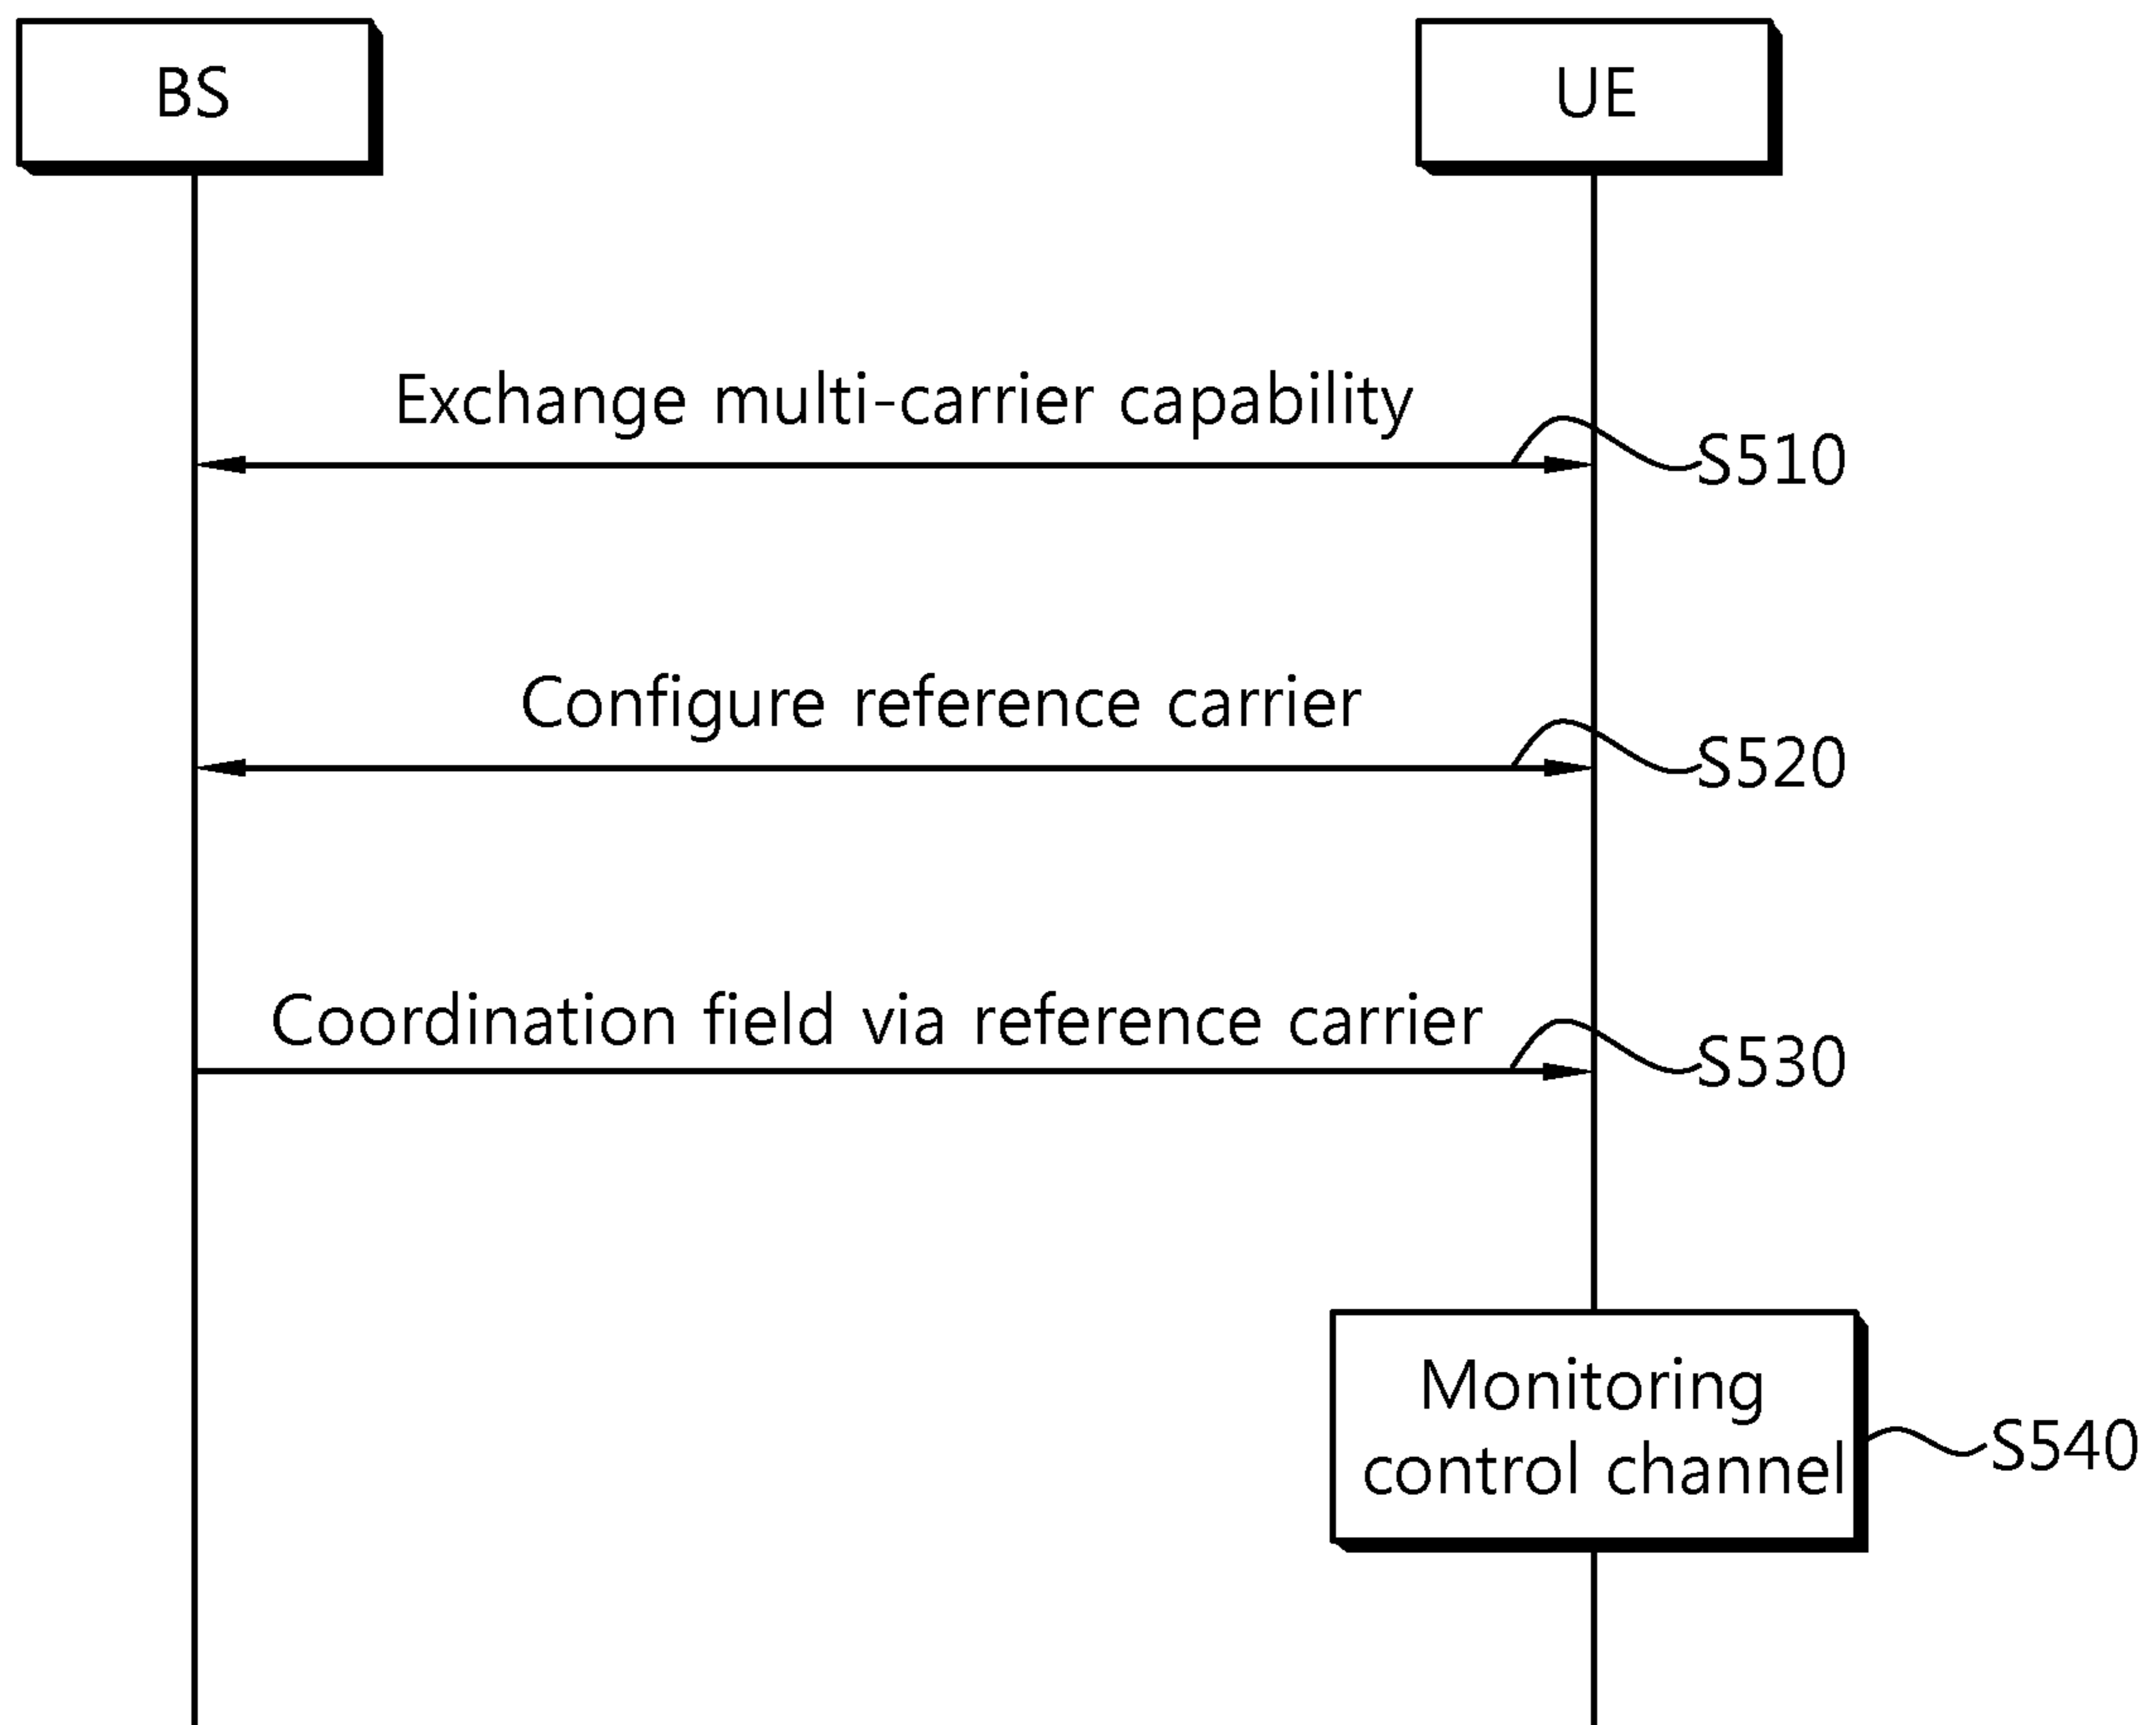 BS
UE
Exchange multi-carrier capability
S510
Configure reference carrier
S520
Coordination field via reference carrier
S530
Monitoring
control channel
S540